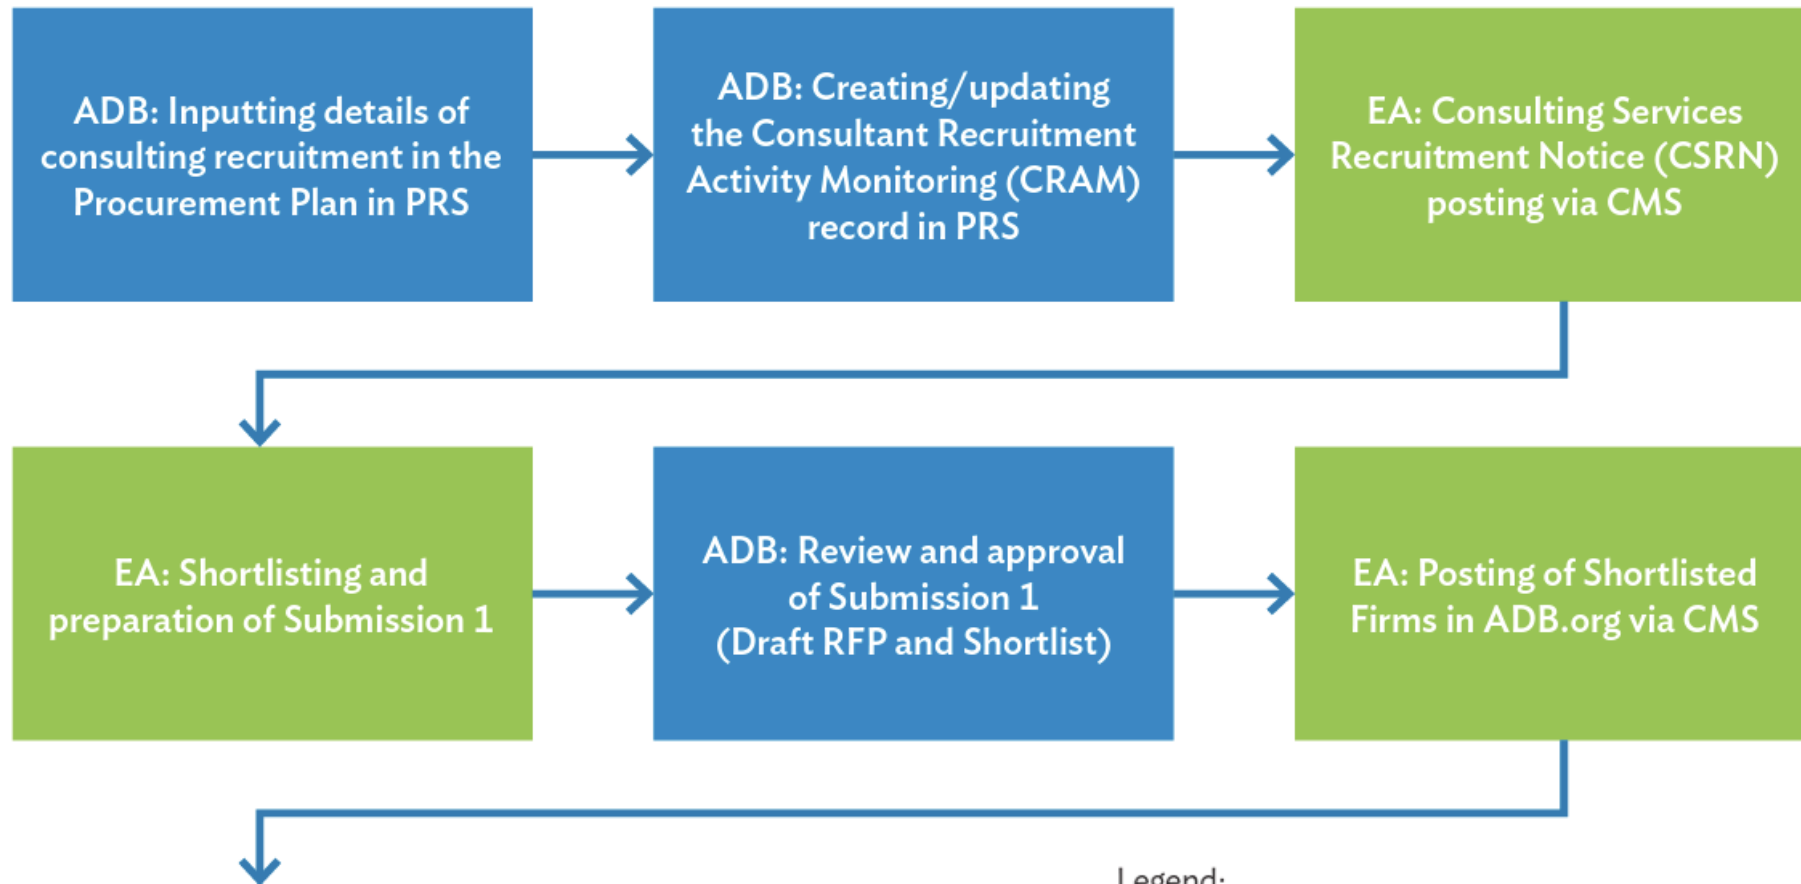 ADB: Inputting details of
consulting recruitment in the
Procurement Plan in PRS
ADB: Creating/updating
the Consultant Recruitment
Activity Monitoring (CRAM)
record in PRS
EA: Consulting Services
Recruitment Notice (CSRN)
posting via CMS
EA: Shortlisting and
preparation of Submission 1
ADB: Review and approval
of Submission 1
(Draft RFP and Shortlist)
EA: Posting of Shortlisted
Firms in ADB.org via CMS
Legend: